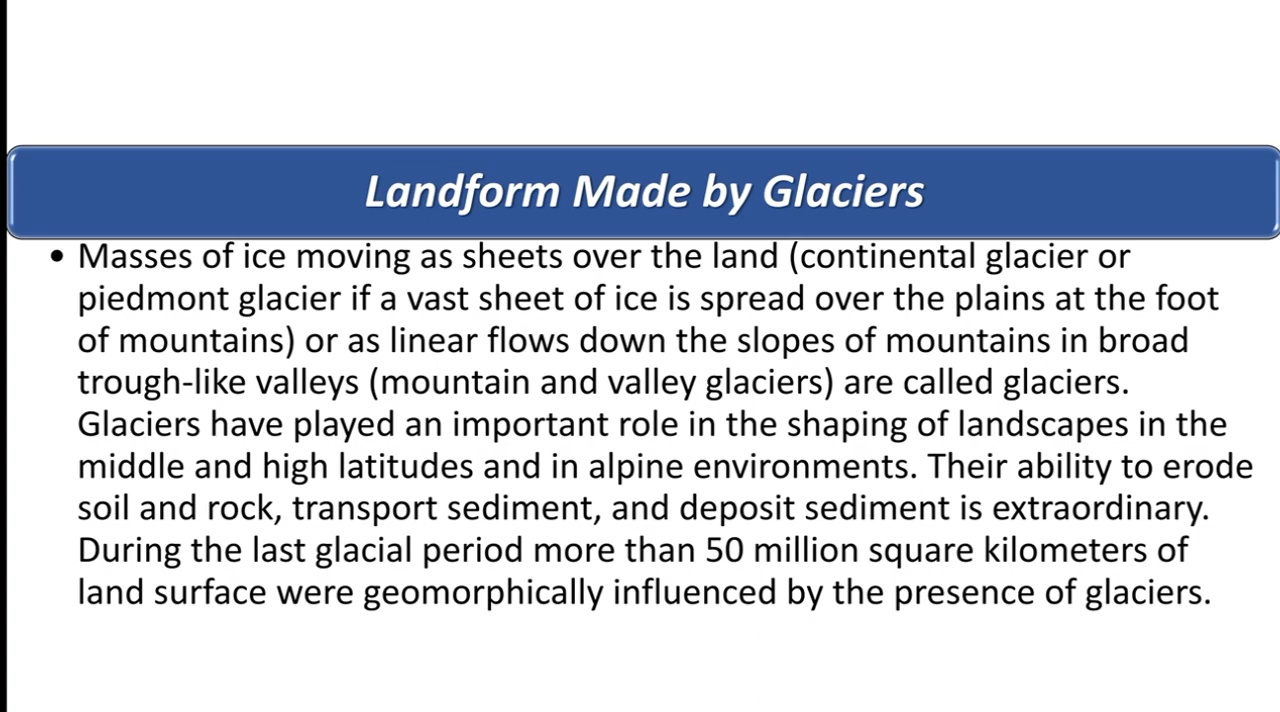 Landform Made by Glaciers
• Masses of ice moving as sheets over the land (continental glacier or
piedmont glacier if a vast sheet of ice is spread over the plains at the foot
of mountains) or as linear flows down the slopes of mountains in broad
trough-like valleys (mountain and valley glaciers) are called glaciers.
Glaciers have played an important role in the shaping of landscapes in the
middle and high latitudes and in alpine environments. Their ability to erode
soil and rock, transport sediment, and deposit sediment is extraordinary.
During the last glacial period more than 50 million square kilometers of
land surface were geomorphically influenced by the presence of glaciers.